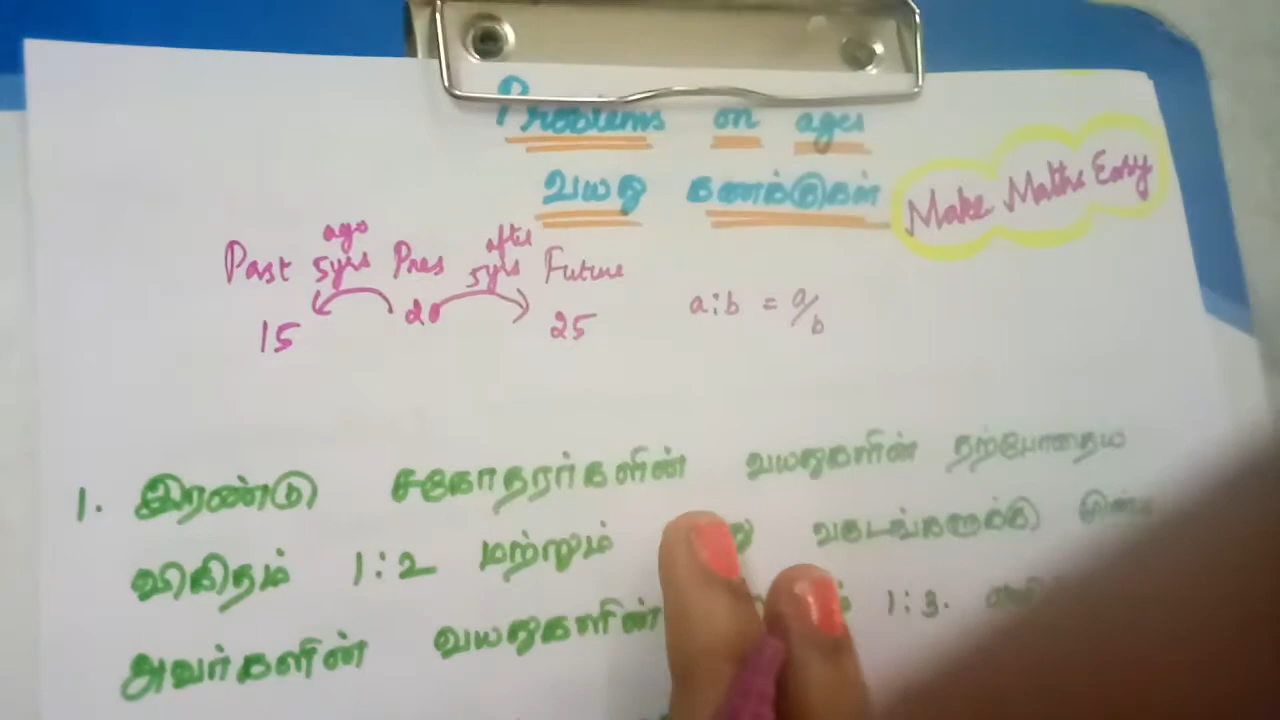 Problems on ages
வயது கணக்குகள்
Make Maths Easy
ago after
Past 5yrs Pres 5yrs Future
15 20 25
a:b = a/b
1. இரண்டு சகோதரர்களின் வயதுகளின் தற்போதைய
விகிதம் 1:2 மற்றும் வருடங்களுக்கு
அவர்களின் வயதுகளின் 1:3.